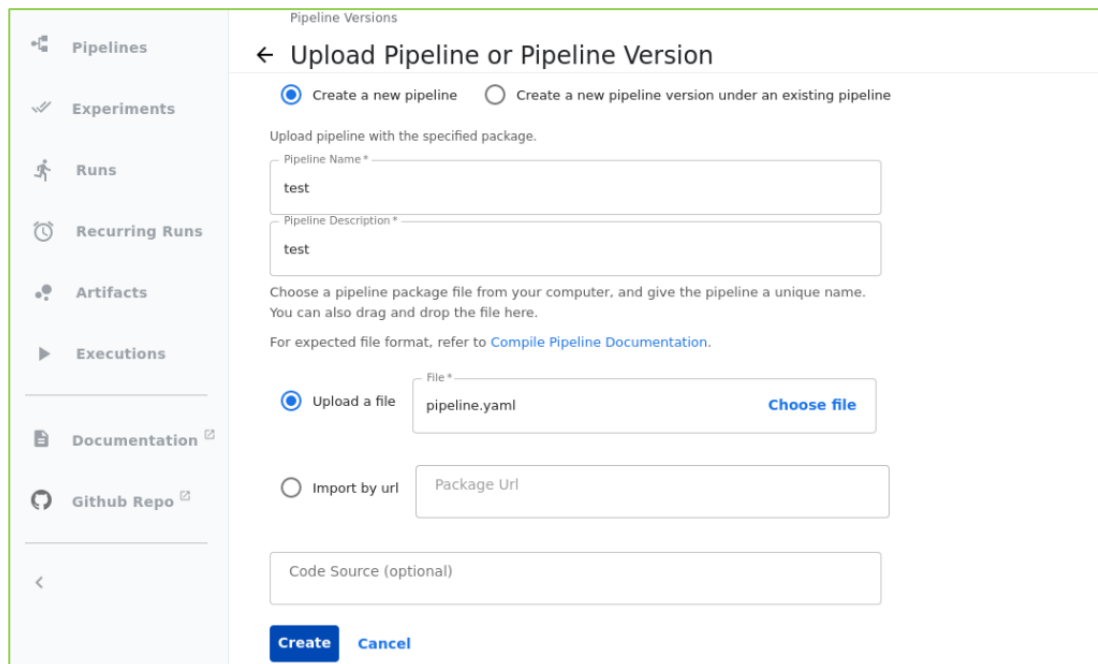 Pipeline Versions
Upload Pipeline or Pipeline Version
Pipelines
Experiments
Runs
Recurring Runs
Artifacts
Executions
Documentation
Github Repo
Create a new pipeline
Create a new pipeline version under an existing pipeline
Upload pipeline with the specified package.
Pipeline Name*
test
Pipeline Description*
test
Choose a pipeline package file from your computer, and give the pipeline a unique name.
You can also drag and drop the file here.
For expected file format, refer to Compile Pipeline Documentation.
Upload a file
File*
pipeline.yaml
Choose file
Import by url
Package Url
Code Source (optional)
Create
Cancel